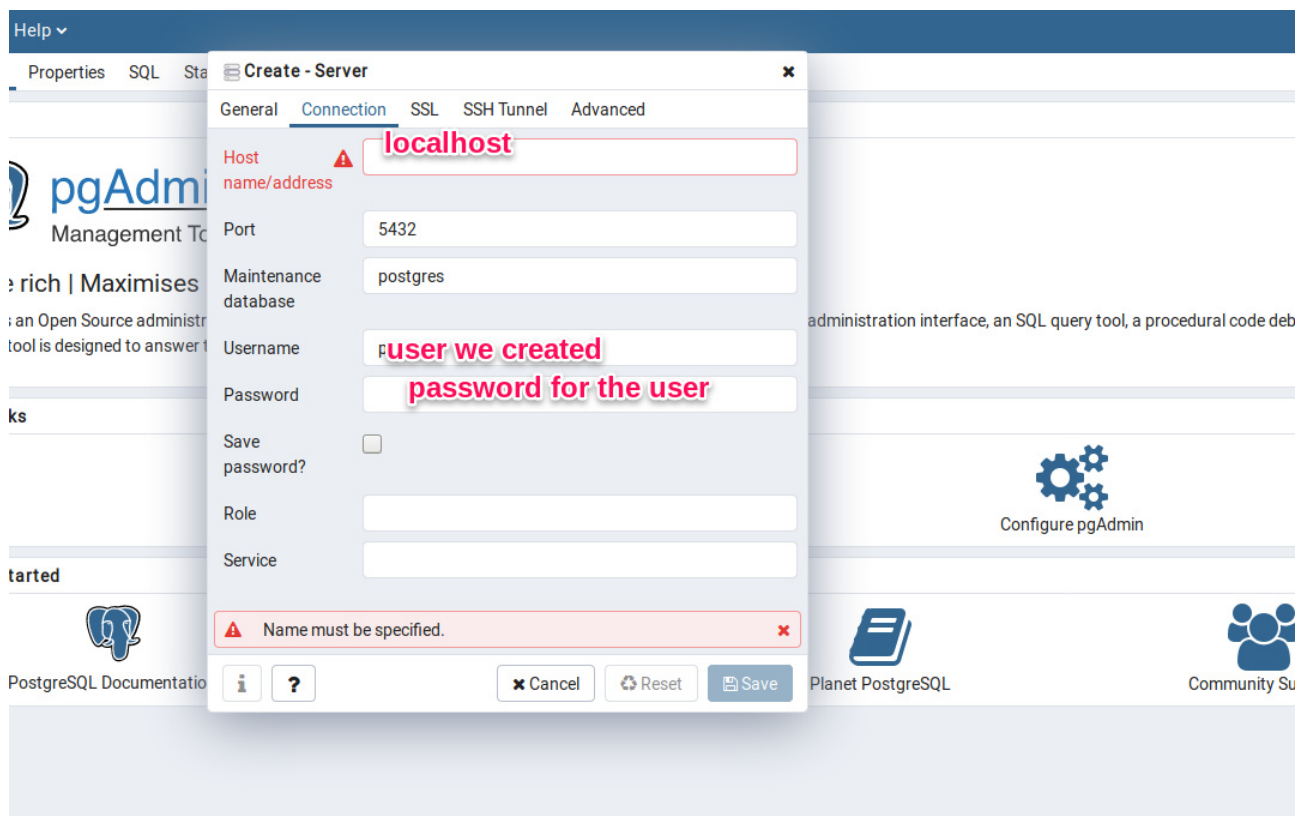 Help
Properties SQL Sta
Create - Server
General Connection SSL SSH Tunnel Advanced
Host name/address
localhost
pgAdmi
Management To
Port 5432
e rich | Maximises
Maintenance database postgres
s an Open Source administr
administration interface, an SQL query tool, a procedural code deb
tool is designed to answer t
Username p
user we created
Password
password for the user
ks
Save password?
Role
Configure pgAdmin
Service
tarted
Name must be specified.
PostgreSQL Documentatio
i ? Cancel Reset Save
Planet PostgreSQL
Community Su